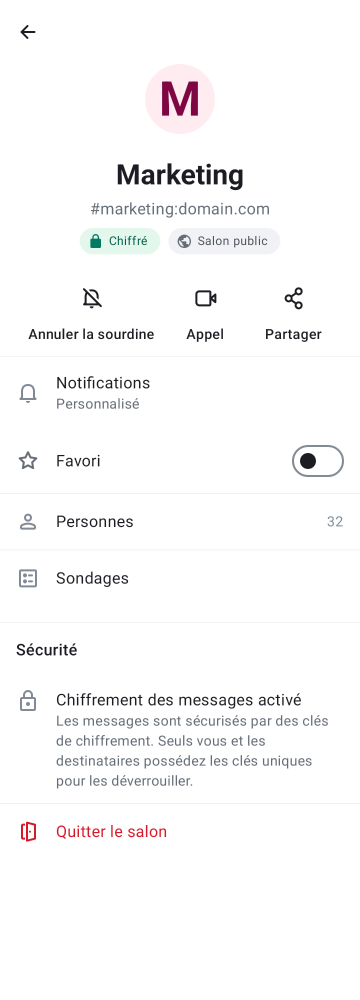 M
Marketing
#marketing:domain.com
Chiffré
Salon public
Annuler la sourdine
Appel
Partager
Notifications
Personnalisé
Favori
Personnes
32
Sondages
Sécurité
Chiffrement des messages activé
Les messages sont sécurisés par des clés
de chiffrement. Seuls vous et les
destinataires possédez les clés uniques
pour les déverrouiller.
Quitter le salon